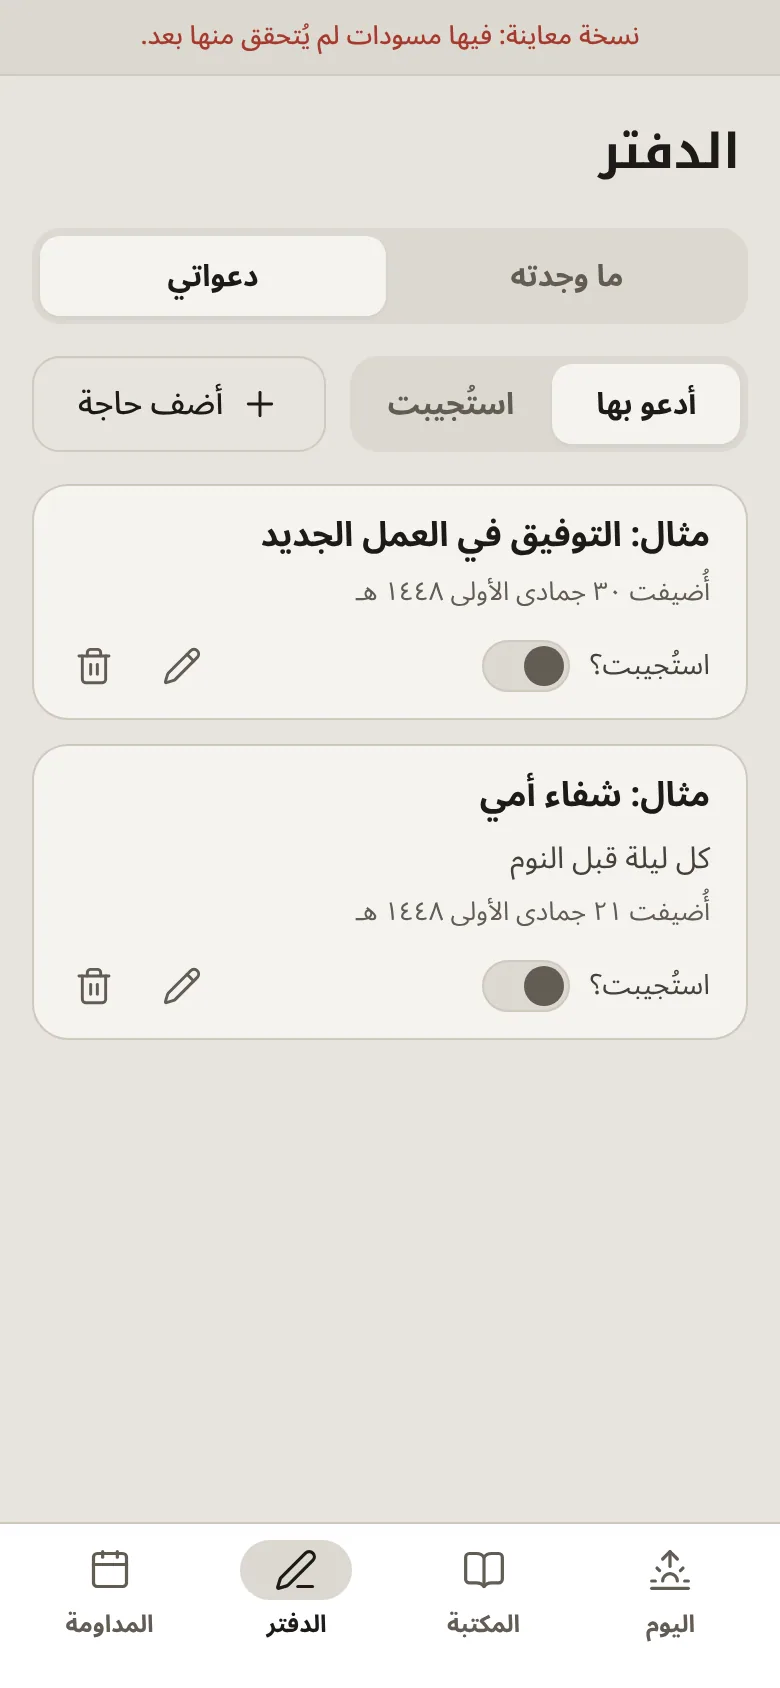 نسخة معاينة: فيها مسودات لم يُتحقق منها بعد.
الدفتر
ما وجدته
دعواتي
أدعو بها
استُجيبت
أضف حاجة
مثال: التوفيق في العمل الجديد
أُضيفت ٣٠ جمادى الأولى ١٤٤٨ هـ
استُجيبت؟
مثال: شفاء أمي
كل ليلة قبل النوم
أُضيفت ٢١ جمادى الأولى ١٤٤٨ هـ
استُجيبت؟
اليوم
المكتبة
الدفتر
المداومة